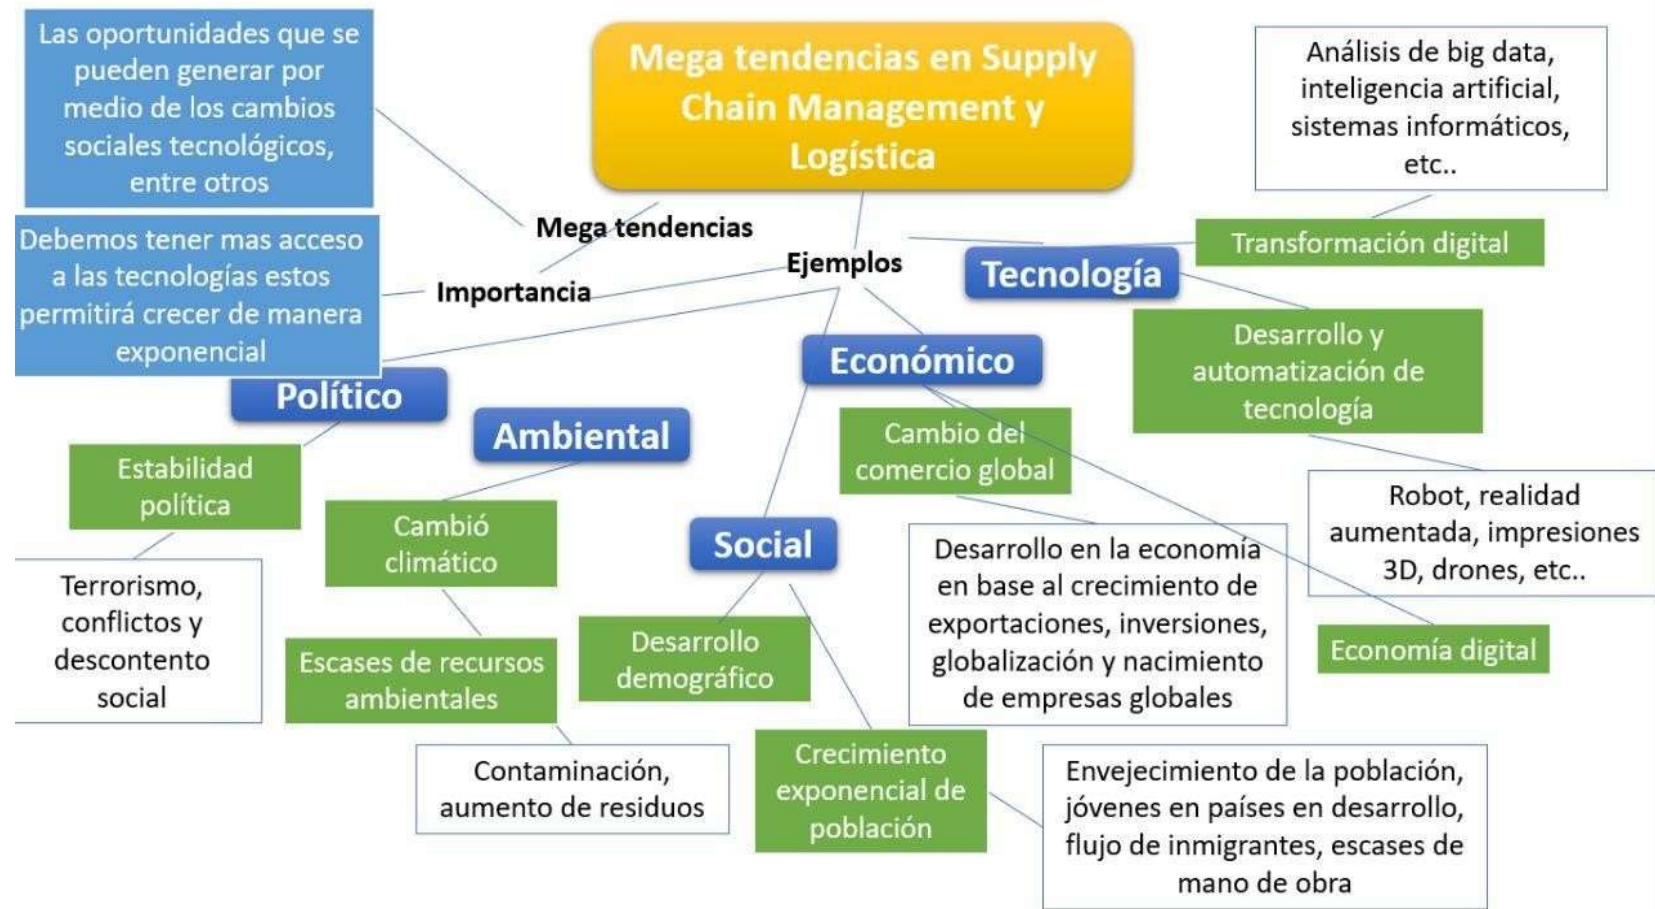 Las oportunidades que se
pueden generar por
medio de los cambios
sociales tecnológicos,
entre otros
Mega tendencias en Supply
Chain Management y
Logística
Análisis de big data,
inteligencia artificial,
sistemas informáticos,
etc..
Mega tendencias
Debemos tener mas acceso
a las tecnologías estos
permitirá crecer de manera
exponencial
Importancia
Ejemplos
Tecnología
Transformación digital
Desarrollo y
automatización de
tecnología
Económico
Político
Ambiental
Cambio del
comercio global
Estabilidad
política
Cambió
climático
Social
Robot, realidad
aumentada, impresiones
3D, drones, etc..
Desarrollo en la economía
en base al crecimiento de
exportaciones, inversiones,
globalización y nacimiento
de empresas globales
Terrorismo,
conflictos y
descontento
social
Escases de recursos
ambientales
Desarrollo
demográfico
Economía digital
Contaminación,
aumento de residuos
Crecimiento
exponencial de
población
Envejecimiento de la población,
jóvenes en países en desarrollo,
flujo de inmigrantes, escases de
mano de obra